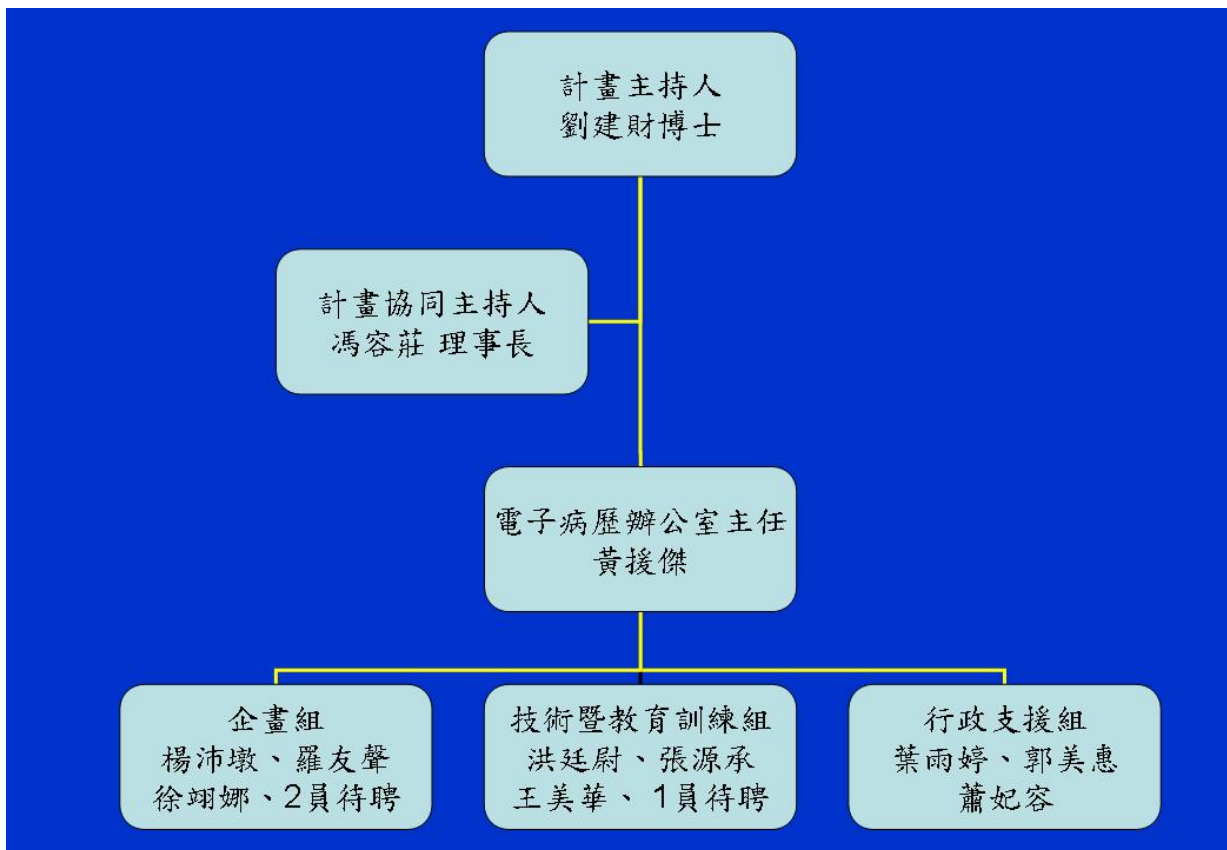 計畫主持人
劉建財博士
計畫協同主持人
馮容莊 理事長
電子病歷辦公室主任
黃援傑
企畫組
楊沛墩、羅友聲
徐翊娜、2員待聘
技術暨教育訓練組
洪廷尉、張源承
王美華、1員待聘
行政支援組
葉雨婷、郭美惠
蕭妃容